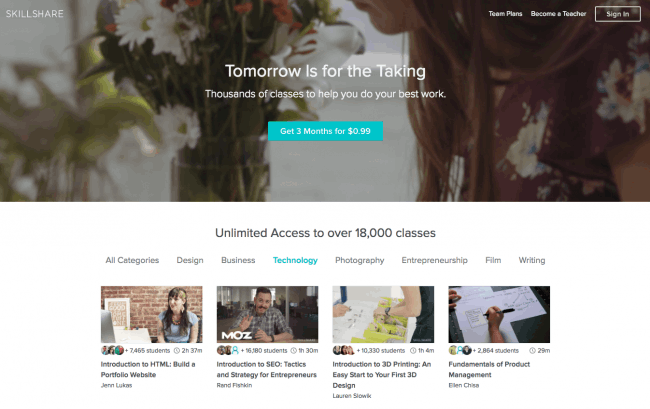 SKILLSHARE
Team Plans Become a Teacher Sign In
Tomorrow Is for the Taking
Thousands of classes to help you do your best work.
Get 3 Months for $0.99
Unlimited Access to over 18,000 classes
All Categories Design Business Technology Photography Entrepreneurship Film Writing
MOZ
SKILLSHARE
SKILLSHARE
+ 7,465 students 2h 37m
+ 16,180 students 1h 30m
+ 10,330 students 1h 4m
+ 2,864 students 29m
Introduction to HTML: Build a
Portfolio Website
Jenn Lukas
Introduction to SEO: Tactics
and Strategy for Entrepreneurs
Rand Fishkin
Introduction to 3D Printing: An
Easy Start to Your First 3D
Design
Lauren Slowik
Fundamentals of Product
Management
Ellen Chisa